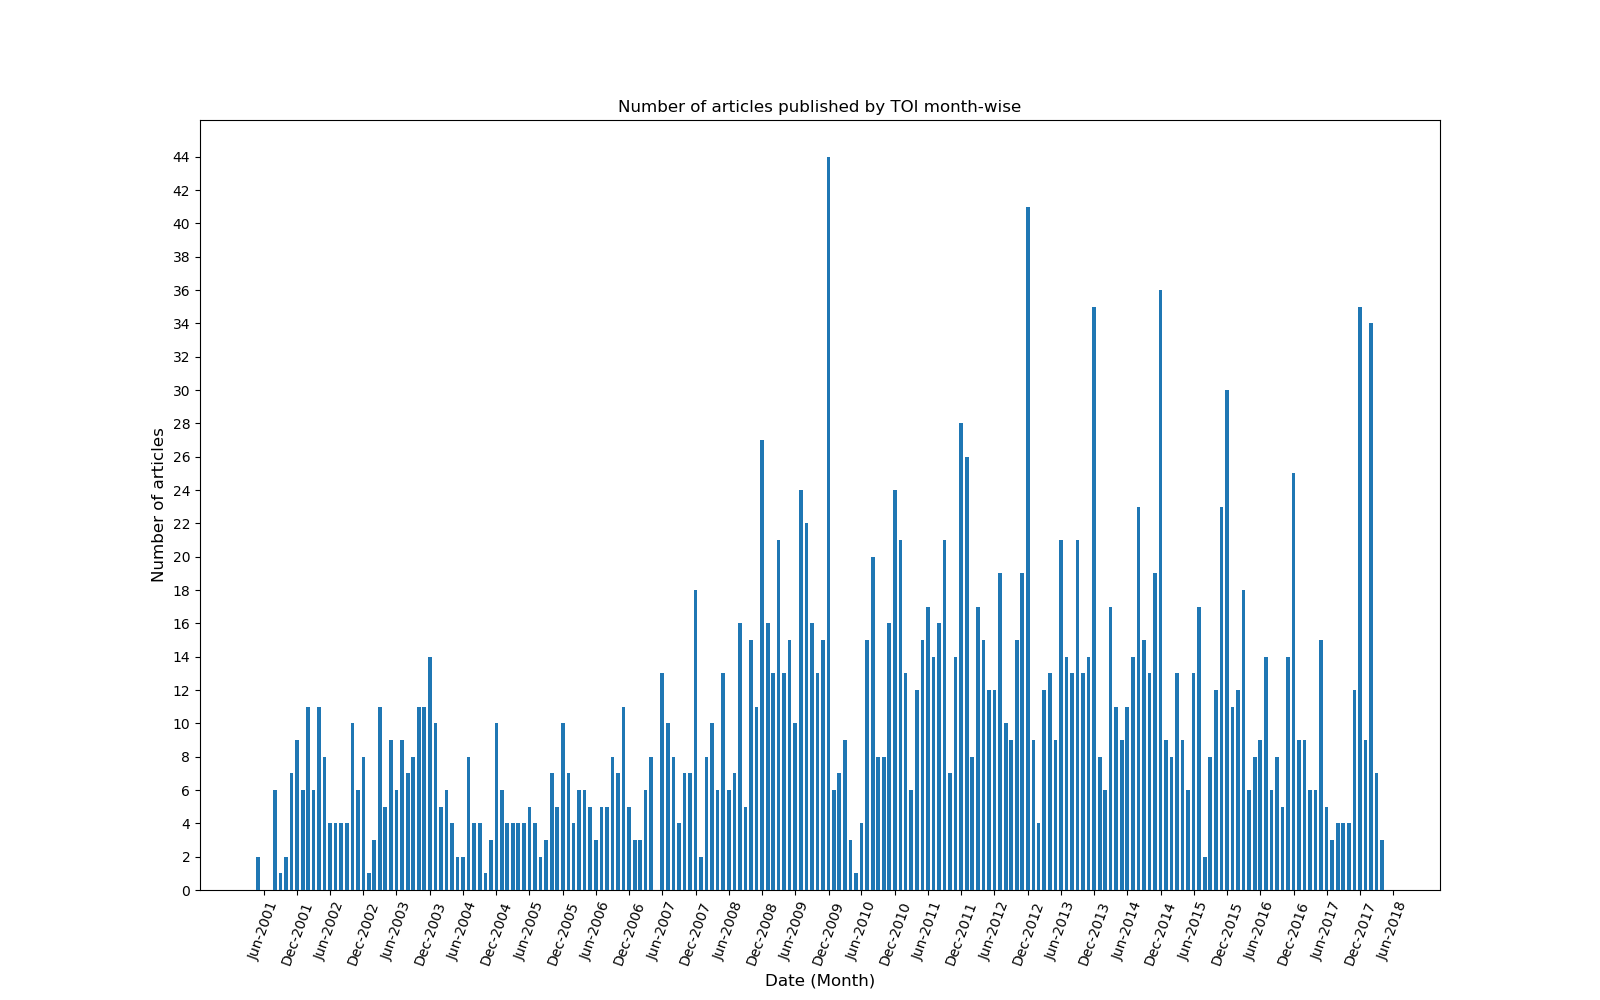 Number of articles published by TOI month-wise
44
42
40
38
36
34
32
30
28
26
24
22
20
18
16
14
12
10
8
6
4
2
0
Number of articles
Jun-2001
Dec-2001
Jun-2002
Dec-2002
Jun-2003
Dec-2003
Jun-2004
Dec-2004
Jun-2005
Dec-2005
Jun-2006
Dec-2006
Jun-2007
Dec-2007
Jun-2008
Dec-2008
Jun-2009
Dec-2009
Jun-2010
Dec-2010
Jun-2011
Dec-2011
Jun-2012
Dec-2012
Jun-2013
Dec-2013
Jun-2014
Dec-2014
Jun-2015
Dec-2015
Jun-2016
Dec-2016
Jun-2017
Dec-2017
Jun-2018
Date (Month)